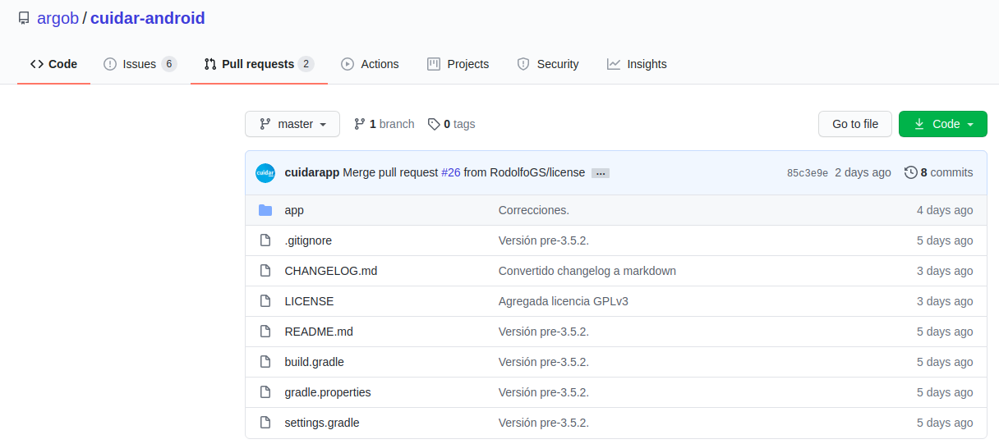 argob / cuidar-android
Code Issues 6 Pull requests 2 Actions Projects Security Insights
master 1 branch 0 tags Go to file Code
cuidar cuidarapp Merge pull request #26 from RodolfoGS/license ... 85c3e9e 2 days ago 8 commits
app Correcciones. 4 days ago
.gitignore Versión pre-3.5.2. 5 days ago
CHANGELOG.md Convertido changelog a markdown 3 days ago
LICENSE Agregada licencia GPLv3 3 days ago
README.md Versión pre-3.5.2. 5 days ago
build.gradle Versión pre-3.5.2. 5 days ago
gradle.properties Versión pre-3.5.2. 5 days ago
settings.gradle Versión pre-3.5.2. 5 days ago